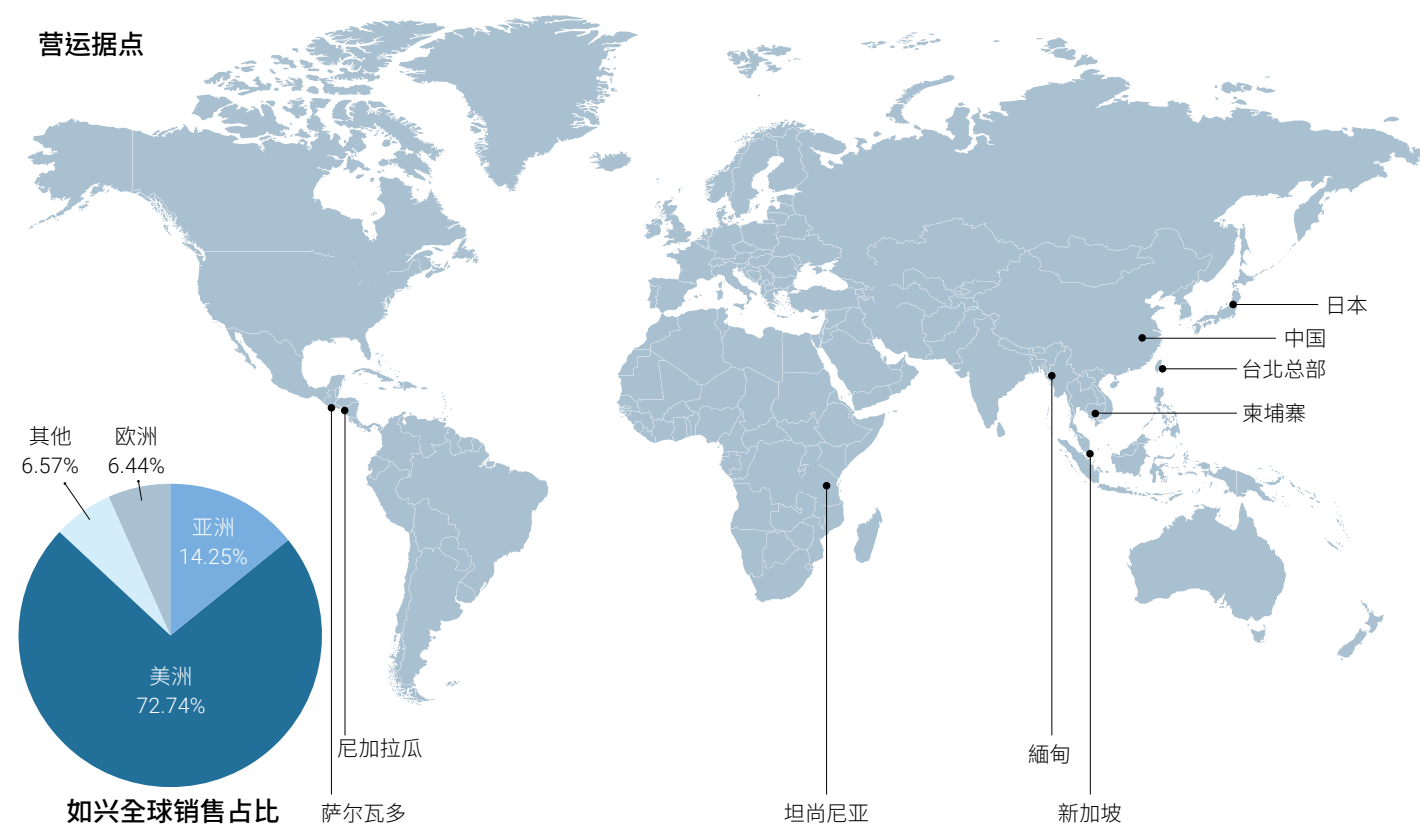 营运据点
日本
中国
台北总部
柬埔寨
其他
6.57%
欧洲
6.44%
亚洲
14.25%
美洲
72.74%
尼加拉瓜
緬甸
如兴全球销售占比
萨尔瓦多
坦尚尼亚
新加坡